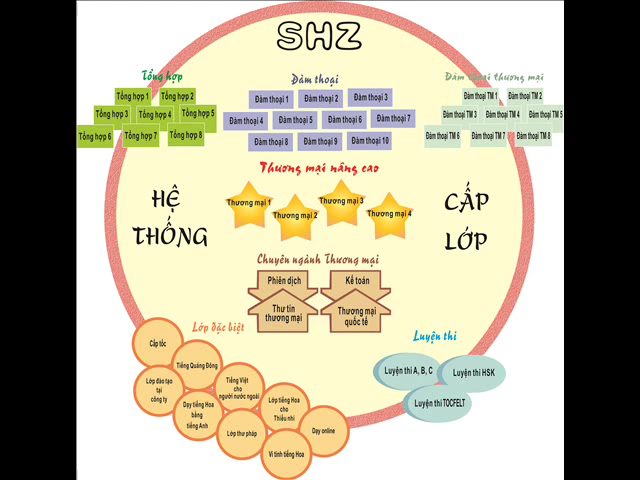 SHZ
Tổng hợp
Tổng hợp 1
Tổng hợp 2
Tổng hợp 3
Tổng hợp 4
Tổng hợp 5
Tổng hợp 6
Tổng hợp 7
Tổng hợp 8
Đàm thoại
Đàm thoại 1
Đàm thoại 2
Đàm thoại 3
Đàm thoại 4
Đàm thoại 5
Đàm thoại 6
Đàm thoại 7
Đàm thoại 8
Đàm thoại 9
Đàm thoại 10
Đàm thoại thương mại
Đàm thoại TM 1
Đàm thoại TM 2
Đàm thoại TM 3
Đàm thoại TM 4
Đàm thoại TM 5
Đàm thoại TM 6
Đàm thoại TM 7
Đàm thoại TM 8
HỆ
THỐNG
Thương mại nâng cao
Thương mại 1
Thương mại 2
Thương mại 3
Thương mại 4
CẤP
LỚP
Chuyên ngành Thương mại
Phiên dịch
Kế toán
Thư tín
thương mại
Thương mại
quốc tế
Lớp đặc biệt
Cấp tốc
Tiếng Quảng Đông
Lớp đào tạo
tại
công ty
Tiếng Việt
cho
người nước ngoài
Dạy tiếng Hoa
bằng
tiếng Anh
Lớp tiếng Hoa
cho
Thiếu nhi
Lớp thư pháp
Dạy online
Vi tính tiếng Hoa
Luyện thi
Luyện thi A, B, C
Luyện thi HSK
Luyện thi TOCFELT